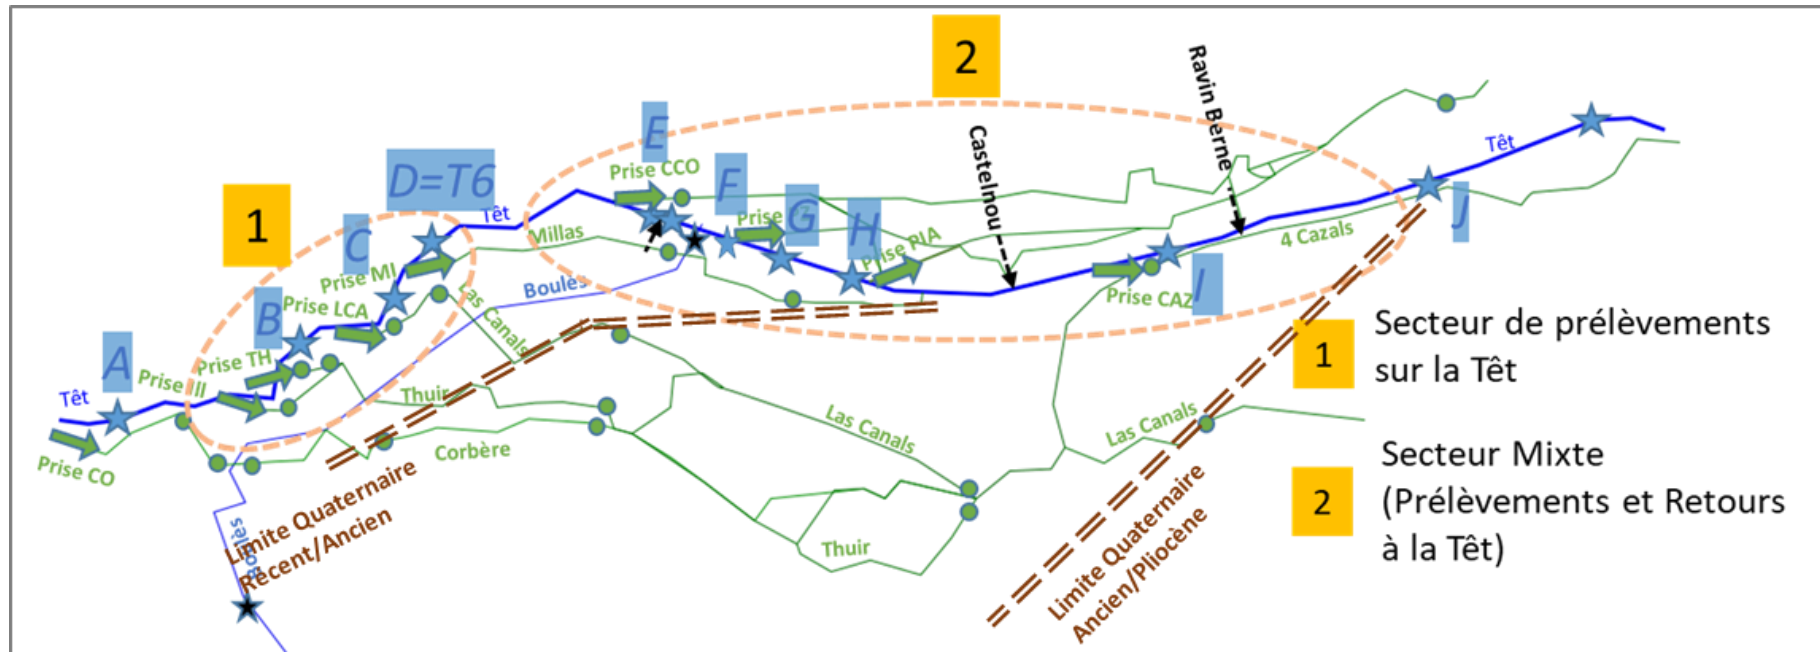 2
Ravin Berne
E
Castelnou
Têt
Prise CCO
D=T6
F
1
Têt
Prise
G
H
J
C
Millas
4 Cazals
Prise PIA
Prise MI
I
Boulès
Las Canals
Prise CAZ
B
Prise LCA
1
Secteur de prélèvements
sur la Têt
A
Prise TH
Prise Ill
Têt
Thuir
Las Canals
Las Canals
Corbère
Prise CO
2
Secteur Mixte
(Prélèvements et Retours
à la Têt)
Limite Quaternaire
Récent/Ancien
Boulès
Thuir
Limite Quaternaire
Ancien/Pliocène